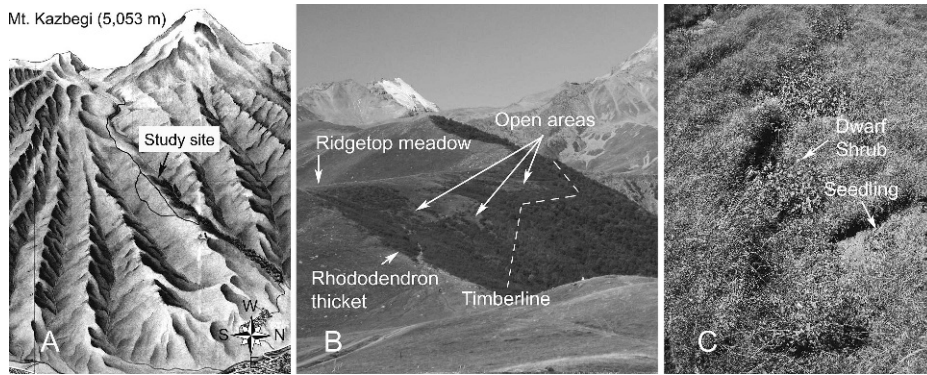 Mt. Kazbegi (5,053 m)
Study site
W
S
N
E
A
Open areas
Ridgetop meadow
Rhododendron
thicket
Timberline
B
Dwarf
Shrub
Seedling
C